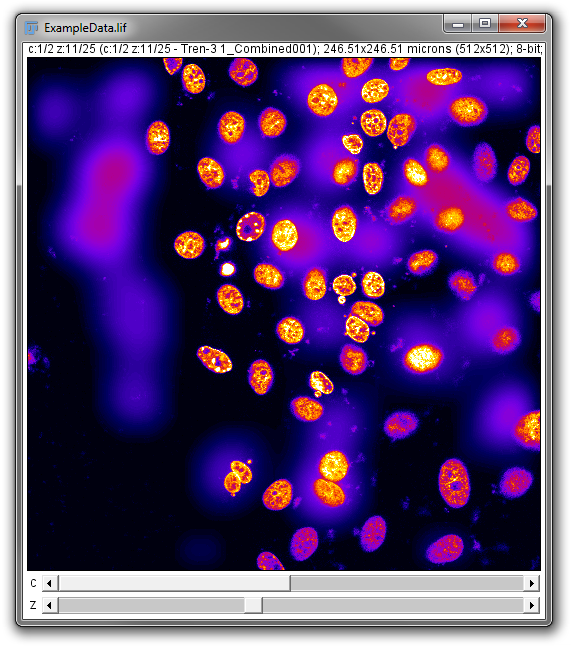 ExampleData.lif
c:1/2 z:11/25 (c:1/2 z:11/25 - Tren-3 1_Combined001); 246.51x246.51 microns (512x512); 8-bit;
C
Z